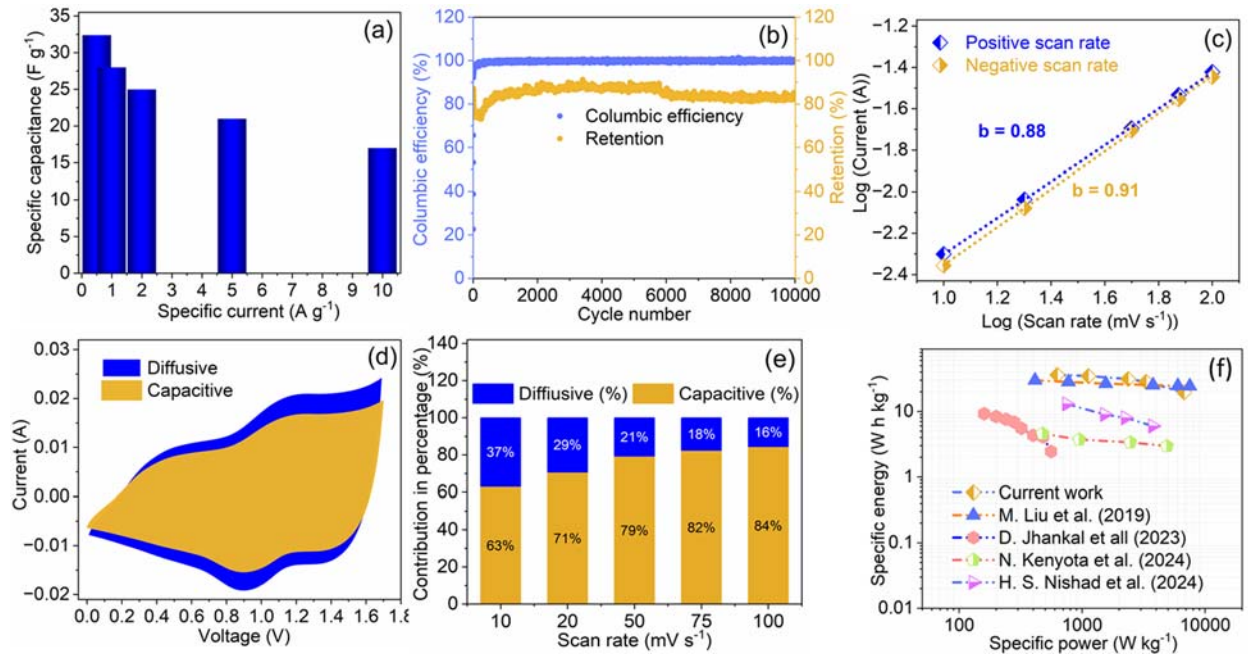 (a)
Specific capacitance (F g⁻¹)
35
30
25
20
15
10
5
0
0 1 2 3 4 5 6 7 8 9 10
Specific current (A g⁻¹)
(b)
Columbic efficiency (%)
120
100
80
60
40
20
0
Columbic efficiency
Retention
120
100
80
60
40
20
0
Retention (%)
0 2000 4000 6000 8000 10000
Cycle number
(c)
Positive scan rate
Negative scan rate
Log (Current (A))
−1.2
−1.4
−1.6
−1.8
−2.0
−2.2
−2.4
b = 0.88
b = 0.91
1.0 1.2 1.4 1.6 1.8 2.0
Log (Scan rate (mV s⁻¹))
(d)
Diffusive
Capacitive
Current (A)
0.03
0.02
0.01
0.00
−0.01
−0.02
0.0 0.2 0.4 0.6 0.8 1.0 1.2 1.4 1.6 1.8
Voltage (V)
(e)
Contribution in percentage (%)
140
120
100
80
60
40
20
0
Diffusive (%)
Capacitive (%)
37% 29% 21% 18% 16%
63% 71% 79% 82% 84%
10 20 50 75 100
Scan rate (mV s⁻¹)
(f)
Specific energy (W h kg⁻¹)
10
1
0.1
0.01
Current work
M. Liu et al. (2019)
D. Jhankal et all (2023)
N. Kenyota et al. (2024)
H. S. Nishad et al. (2024)
100 1000 10000
Specific power (W kg⁻¹)